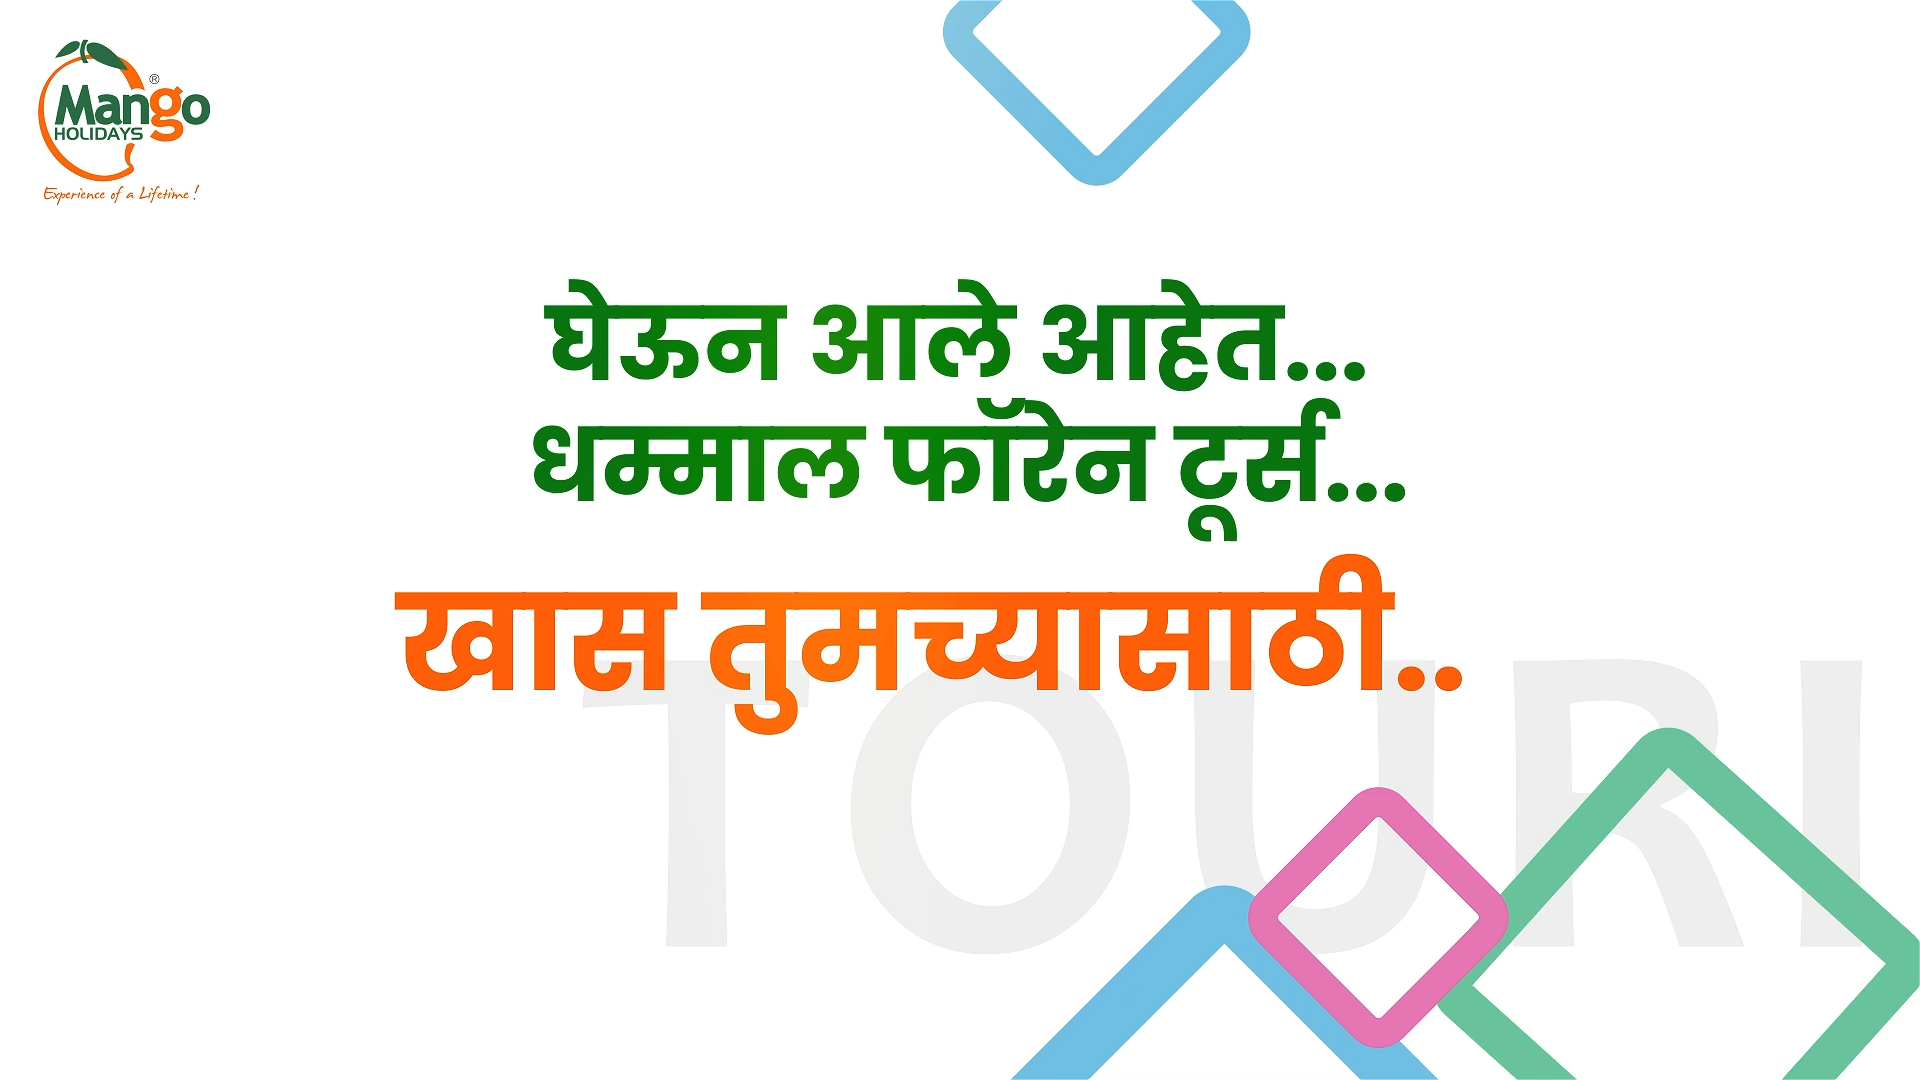 Mango®
HOLIDAYS
Experience of a Lifetime!
घेऊन आले आहेत...
धम्माल फॉरेन टूर्स...
खास तुमच्यासाठी..
TOURI